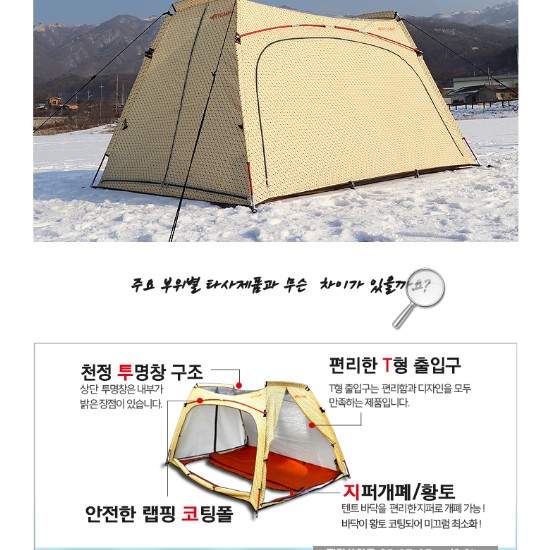 주요 부위별 타사제품과 무슨 차이가 있을까요?
천정 투명창 구조
상단 투명창은 내부가
밝은 장점이 있습니다.
편리한 T형 출입구
T형 출입구는 편리함과 디자인을 모두
만족하는 제품입니다.
안전한 랩핑 코팅폴
지퍼개폐/황토
텐트 바닥을 편리한 지퍼로 개폐 가능!
바닥이 황토 코팅되어 미끄럼 최소화!